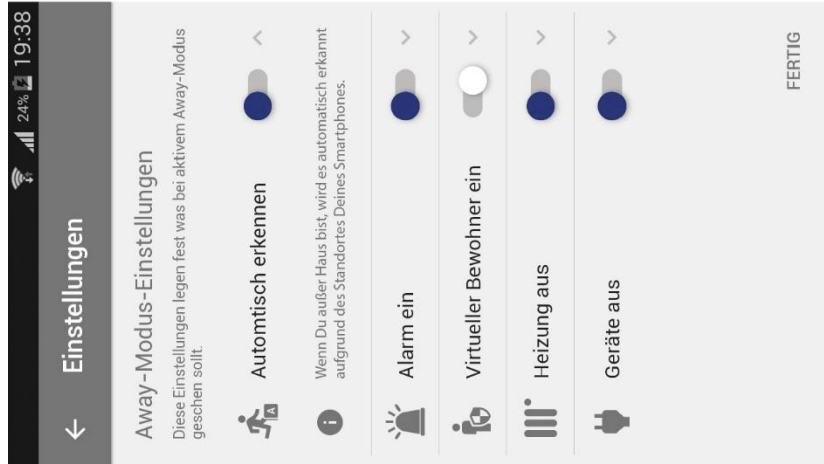 24% 19:38
Einstellungen
Away-Modus-Einstellungen
Diese Einstellungen legen fest was bei aktivem Away-Modus
geschen sollt.
A
Automtisch erkennen
i
Wenn Du außer Haus bist, wird es automatisch erkannt
aufgrund des Standortes Deines Smartphones.
Alarm ein
Virtueller Bewohner ein
Heizung aus
Geräte aus
FERTIG